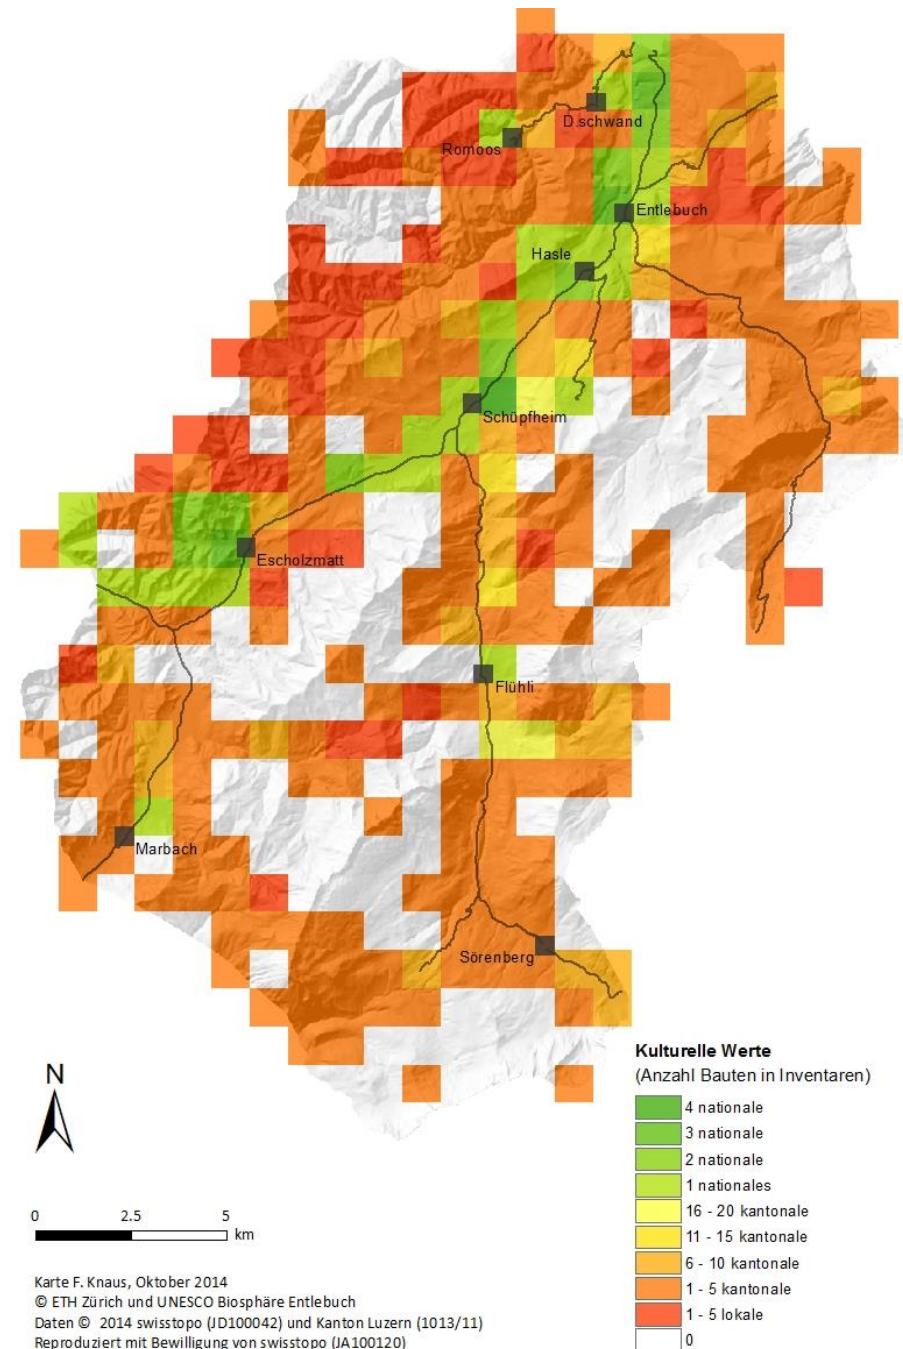 D.schwand
Romoos
Entlebuch
Hasle
Schüpfheim
Escholzmatt
Flühli
Marbach
Sörenberg
Kulturelle Werte
(Anzahl Bauten in Inventaren)
4 nationale
3 nationale
2 nationale
1 nationales
16 - 20 kantonale
11 - 15 kantonale
6 - 10 kantonale
1 - 5 kantonale
1 - 5 lokale
0
N
0 2.5 5
km
Karte F. Knaus, Oktober 2014
© ETH Zürich und UNESCO Biosphäre Entlebuch
Daten © 2014 swisstopo (JD100042) und Kanton Luzern (1013/11)
Reproduziert mit Bewilligung von swisstopo (JA100120)